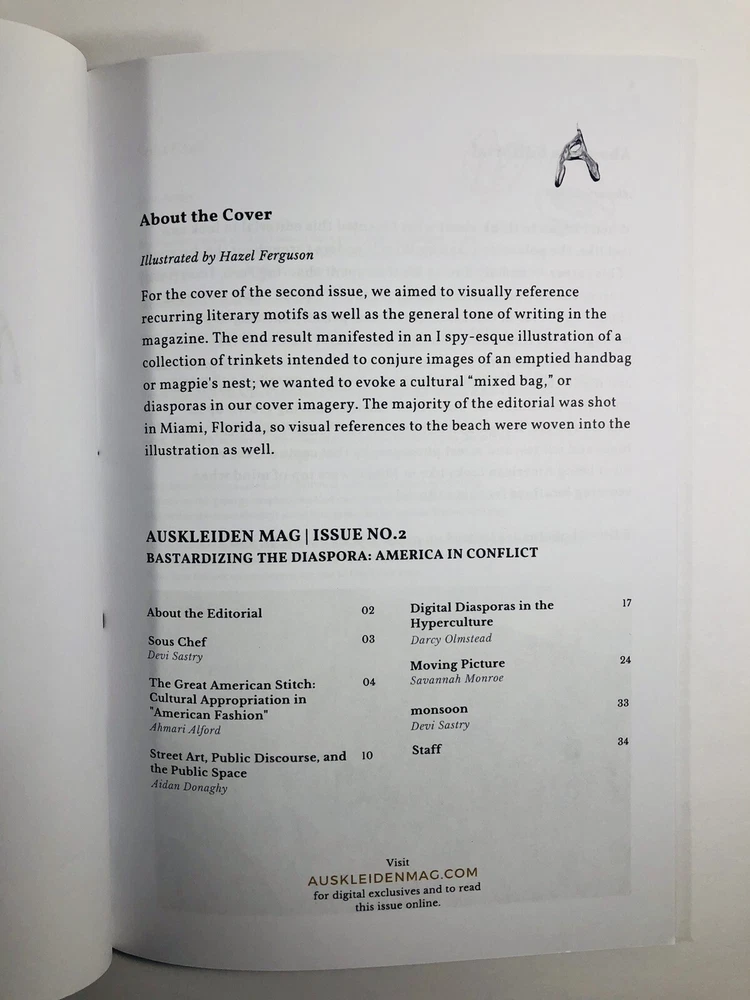 A
About the Cover
Illustrated by Hazel Ferguson
For the cover of the second issue, we aimed to visually reference
recurring literary motifs as well as the general tone of writing in the
magazine. The end result manifested in an I spy-esque illustration of a
collection of trinkets intended to conjure images of an emptied handbag
or magpie's nest; we wanted to evoke a cultural “mixed bag,” or
diasporas in our cover imagery. The majority of the editorial was shot
in Miami, Florida, so visual references to the beach were woven into the
illustration as well.
AUSKLEIDEN MAG | ISSUE NO.2
BASTARDIZING THE DIASPORA: AMERICA IN CONFLICT
About the Editorial 02
Sous Chef 03
Devi Sastry
The Great American Stitch: 04
Cultural Appropriation in
"American Fashion"
Ahmari Alford
Street Art, Public Discourse, and 10
the Public Space
Aidan Donaghy
Digital Diasporas in the 17
Hyperculture
Darcy Olmstead
Moving Picture 24
Savannah Monroe
monsoon 33
Devi Sastry
Staff 34
Visit
AUSKLEIDENMAG.COM
for digital exclusives and to read
this issue online.